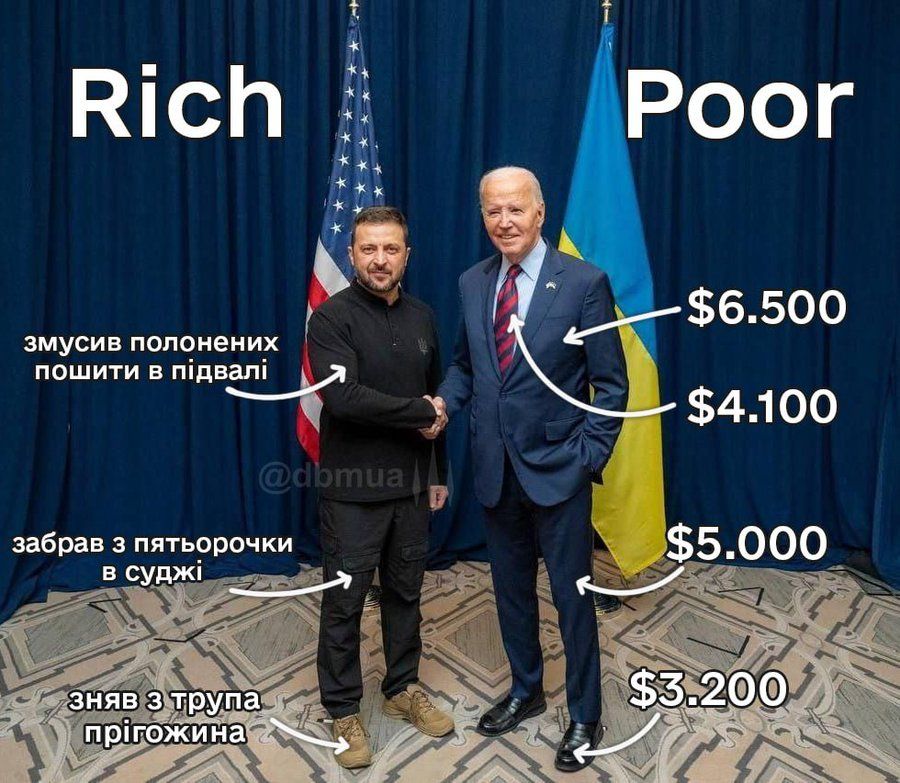 Rich
Poor
змусив полонених
пошити в підвалі
$6.500
$4.100
@dbmua
забрав з пятьорочки
в суджі
$5.000
зняв з трупа
прігожина
$3.200